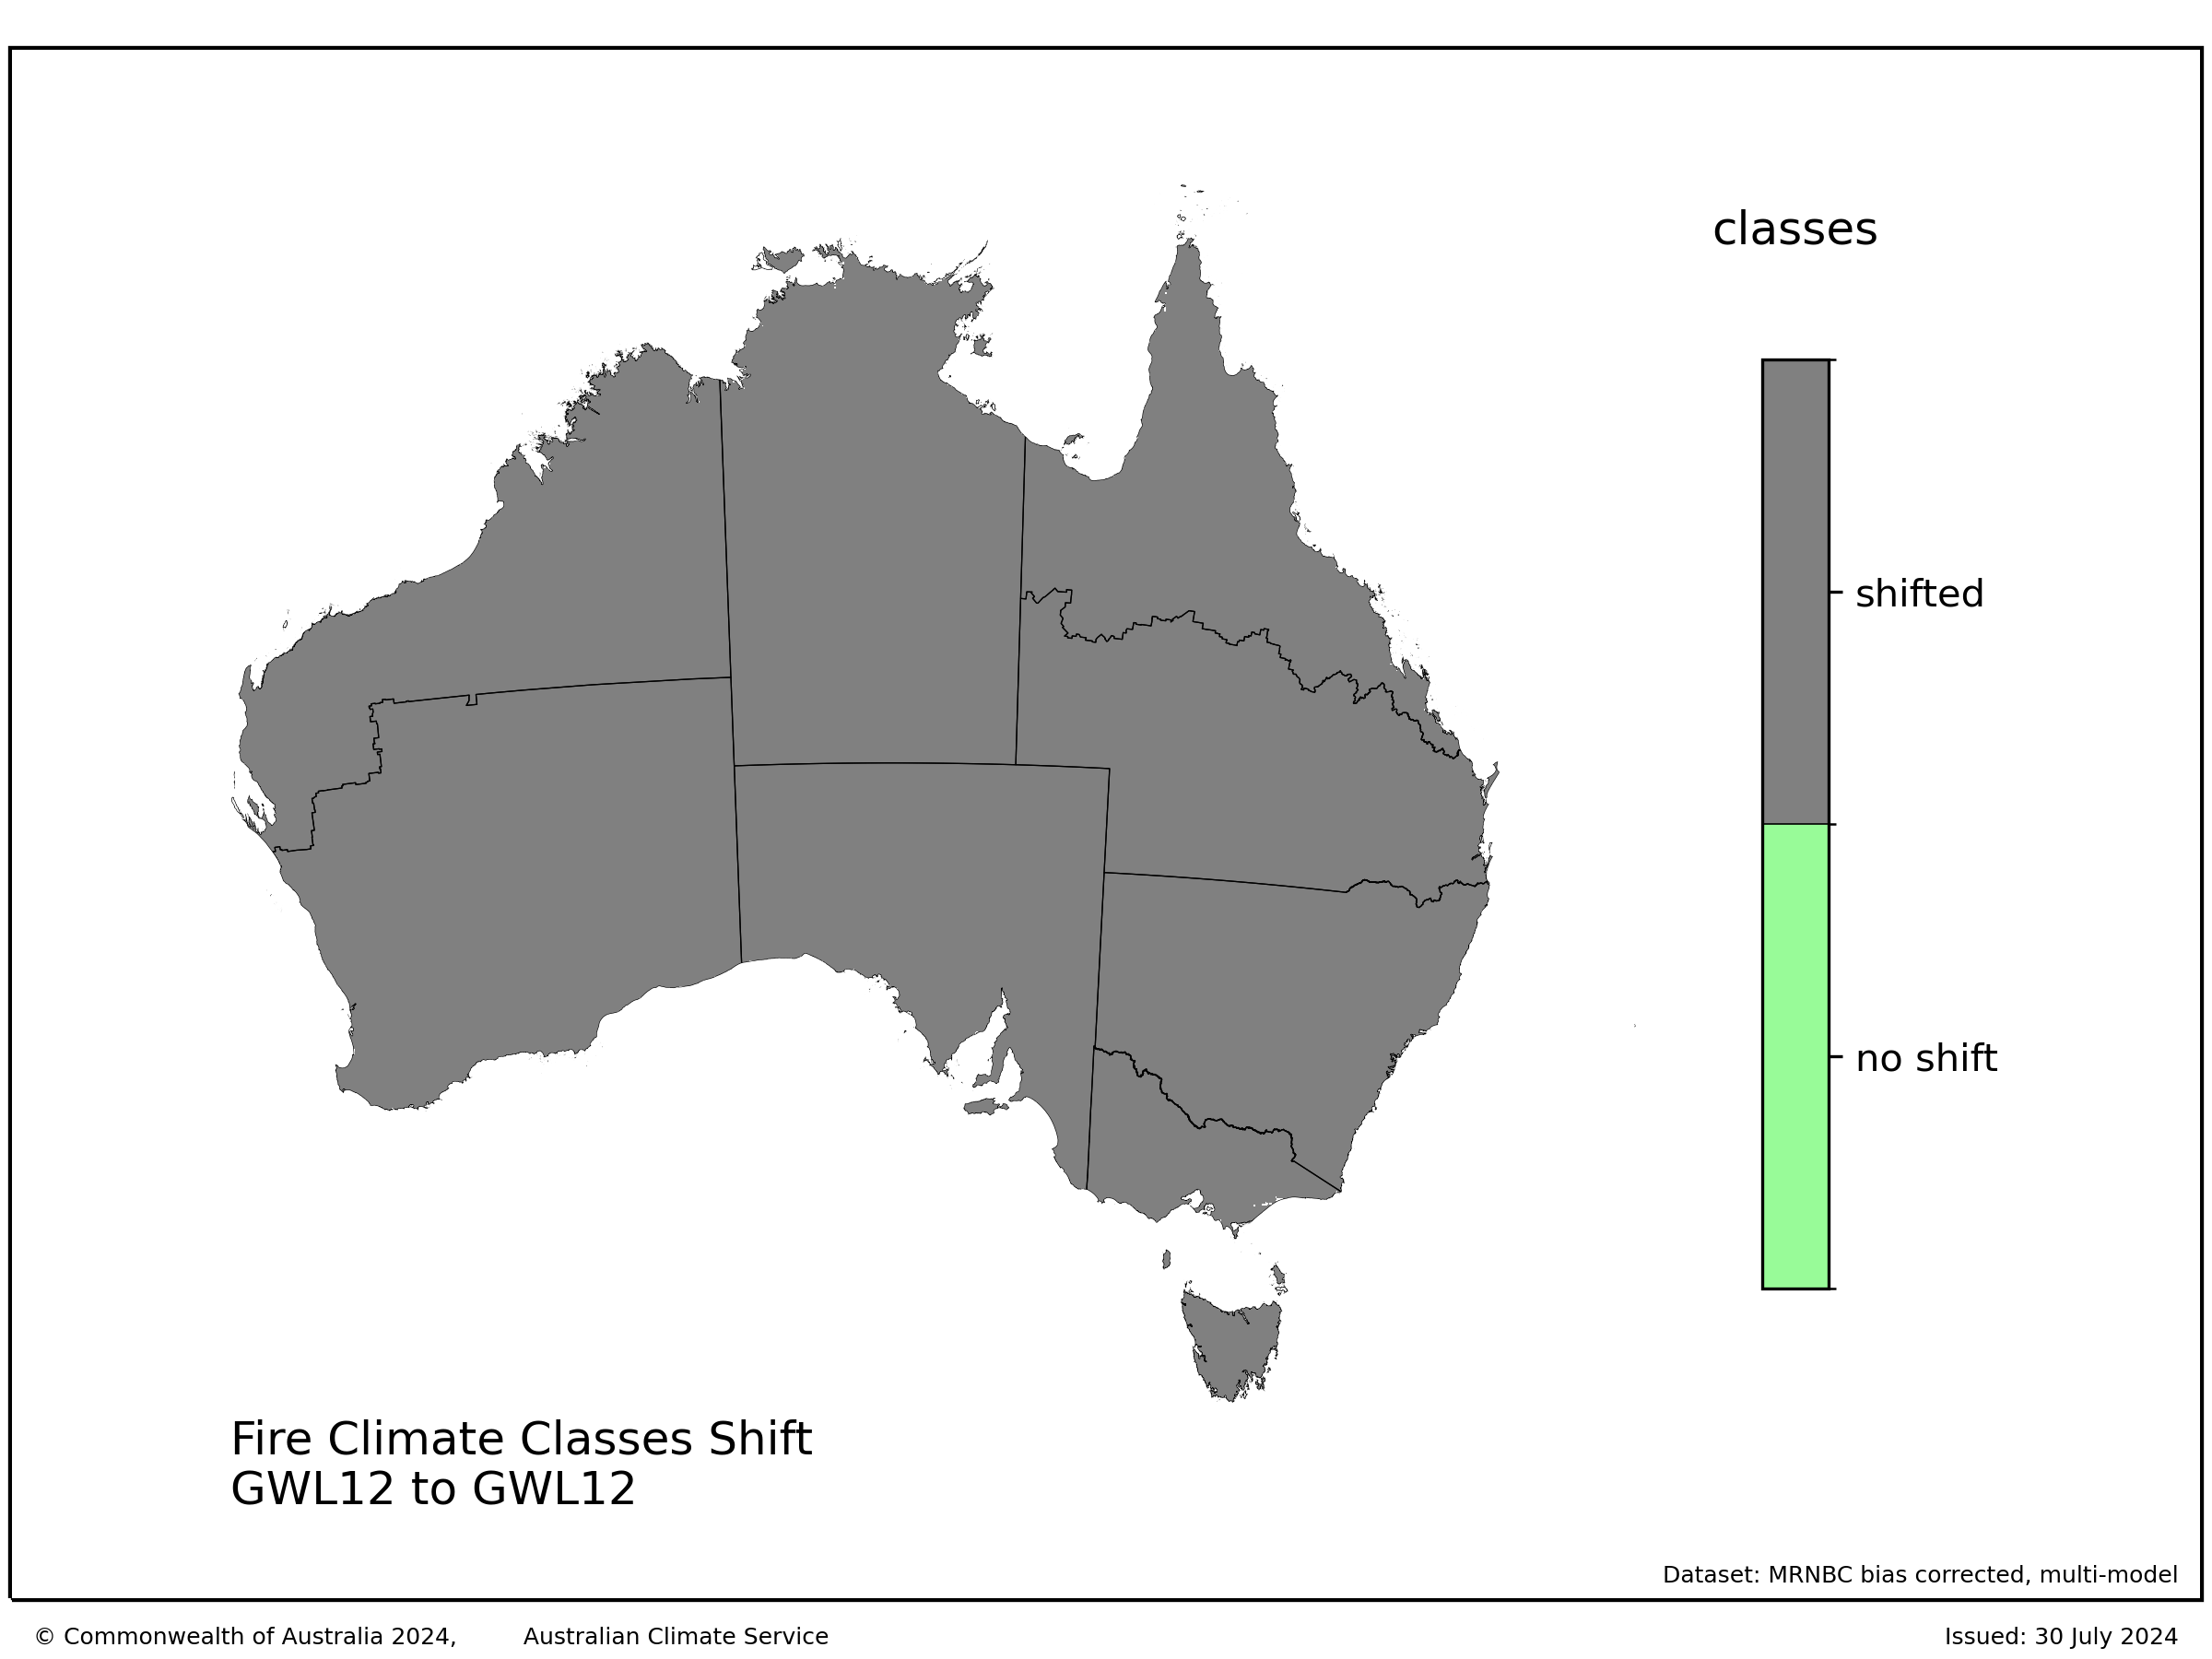 classes
shifted
no shift
Fire Climate Classes Shift
GWL12 to GWL12
Dataset: MRNBC bias corrected, multi-model
© Commonwealth of Australia 2024, Australian Climate Service Issued: 30 July 2024